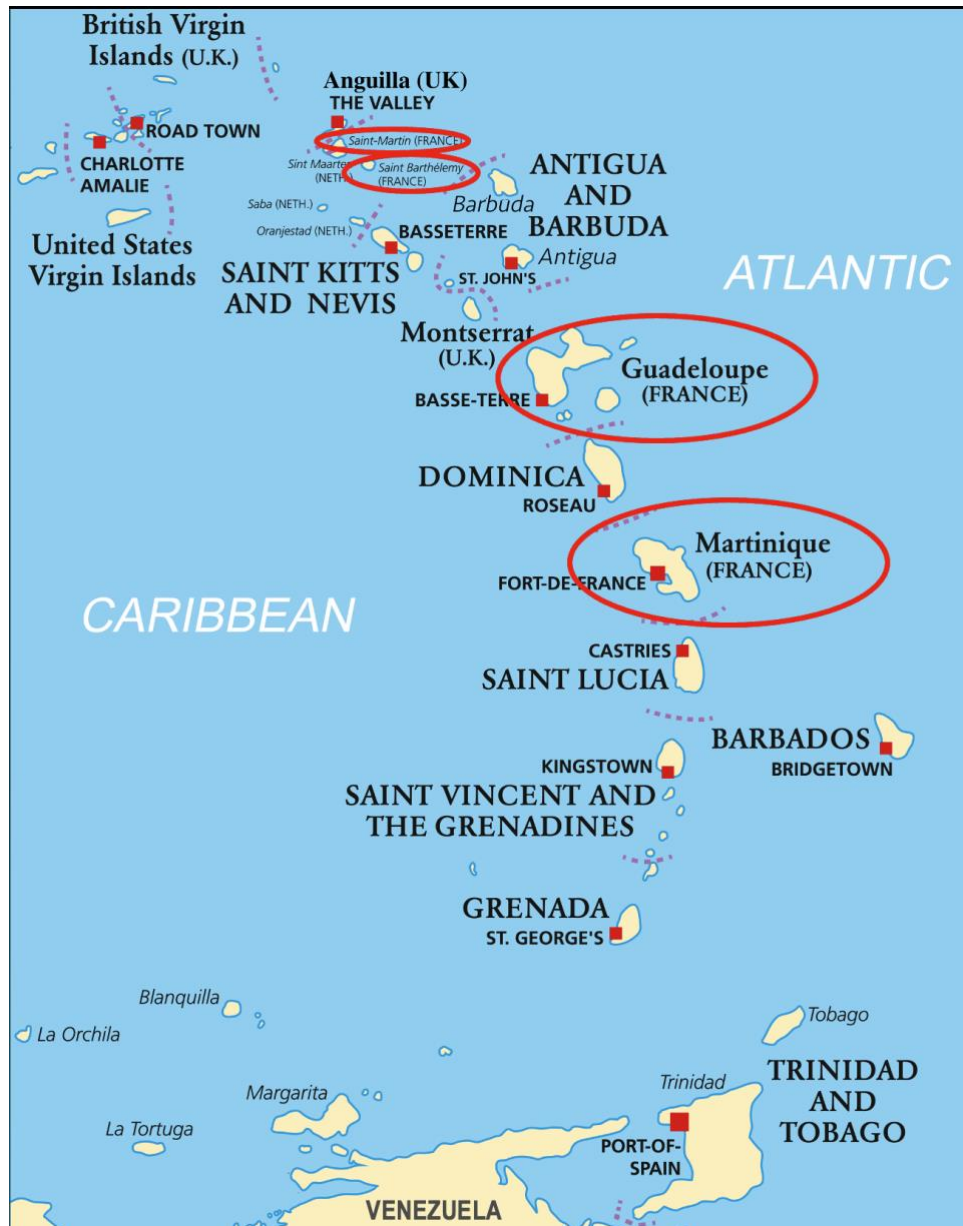 British Virgin
Islands (U.K.)
Anguilla (UK)
THE VALLEY
ROAD TOWN
Saint-Martin (FRANCE)
CHARLOTTE
AMALIE
Sint Maarten
(NETH.)
Saint Barthélemy
(FRANCE)
ANTIGUA
AND
BARBUDA
Barbuda
Saba (NETH.)
Oranjestad (NETH.)
BASSETERRE
United States
Virgin Islands
SAINT KITTS
AND NEVIS
Antigua
ST. JOHN'S
ATLANTIC
Montserrat
(U.K.)
Guadeloupe
(FRANCE)
BASSE-TERRE
DOMINICA
ROSEAU
Martinique
(FRANCE)
FORT-DE-FRANCE
CARIBBEAN
CASTRIES
SAINT LUCIA
BARBADOS
BRIDGETOWN
KINGSTOWN
SAINT VINCENT AND
THE GRENADINES
GRENADA
ST. GEORGE'S
Blanquilla
La Orchila
Tobago
Margarita
Trinidad
TRINIDAD
AND
TOBAGO
La Tortuga
PORT-OF-
SPAIN
VENEZUELA